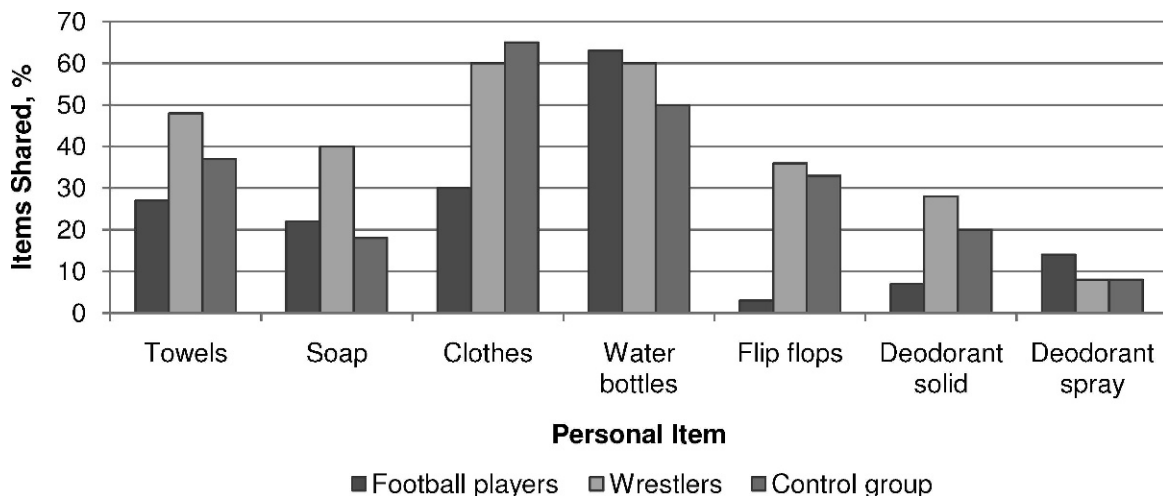 Items Shared, %
70
60
50
40
30
20
10
0
Towels
Soap
Clothes
Water
bottles
Flip flops
Deodorant
solid
Deodorant
spray
Personal Item
Football players
Wrestlers
Control group